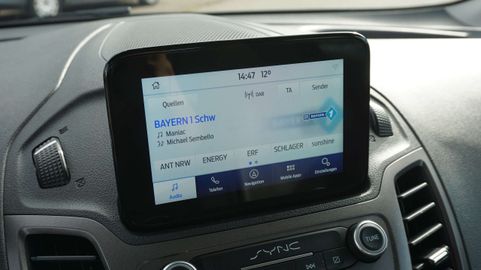 14:47 12°
Quellen DAB TA Sender
BAYERN 1 Schw
Maniac
Michael Sembello
ANT NRW ENERGY ERF SCHLAGER sunshine
Audio Telefon Navigation Mobile Apps Einstellungen
SYNC
TUNE